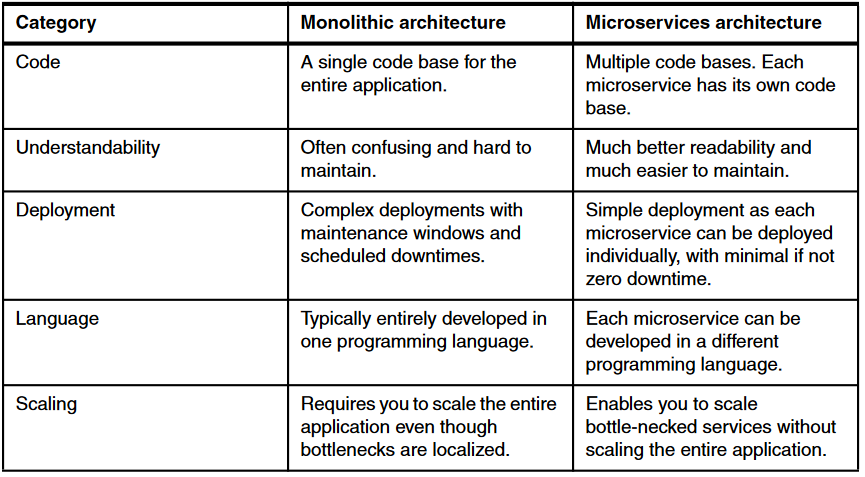 Category Monolithic architecture Microservices architecture
Code A single code base for the Multiple code bases. Each
entire application. microservice has its own code
base.
Understandability Often confusing and hard to Much better readability and
maintain. much easier to maintain.
Deployment Complex deployments with Simple deployment as each
maintenance windows and microservice can be deployed
scheduled downtimes. individually, with minimal if not
zero downtime.
Language Typically entirely developed in Each microservice can be
one programming language. developed in a different
programming language.
Scaling Requires you to scale the entire Enables you to scale
application even though bottle-necked services without
bottlenecks are localized. scaling the entire application.